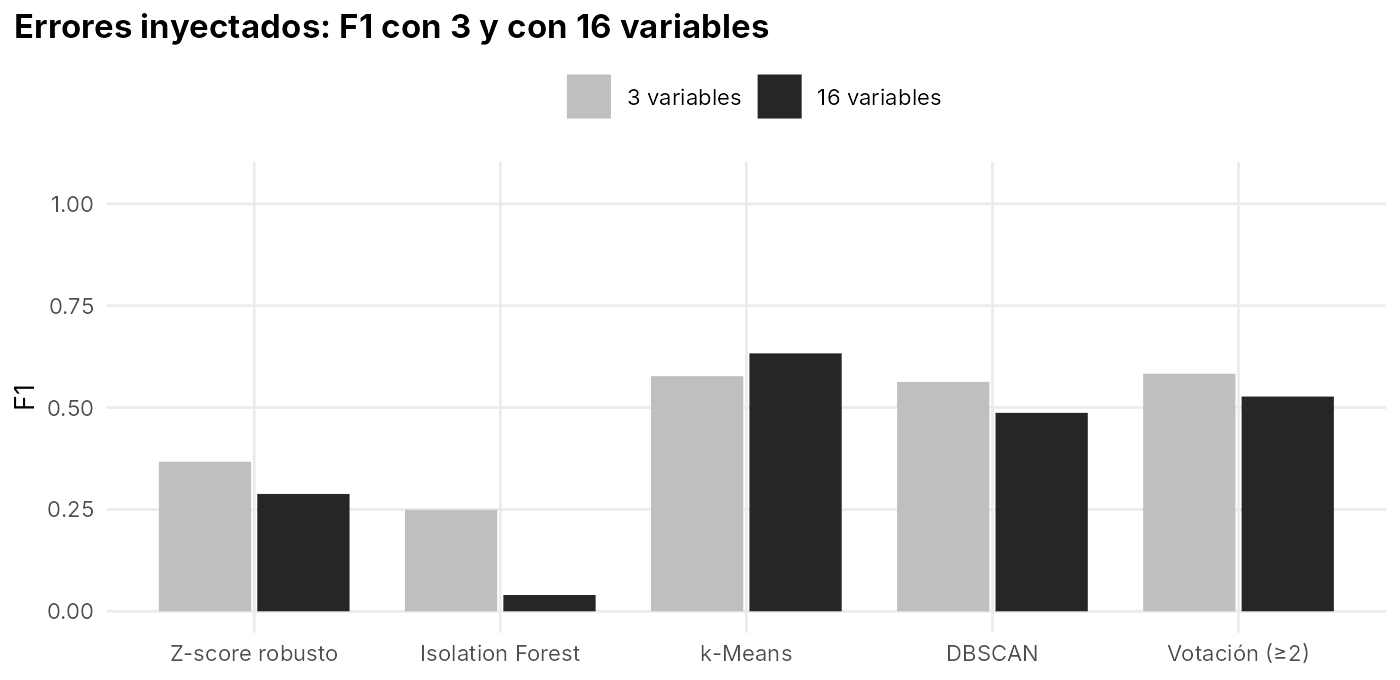 Errores inyectados: F1 con 3 y con 16 variables
3 variables 16 variables
1.00
0.75
0.50
0.25
0.00
F1
Z-score robusto Isolation Forest k-Means DBSCAN Votación (≥2)